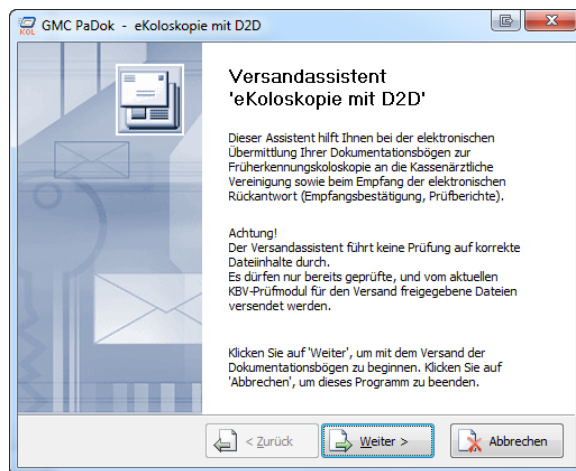 GMC PaDok - eKoloskopie mit D2D
KOL
Versandassistent
'eKoloskopie mit D2D'
Dieser Assistent hilft Ihnen bei der elektronischen
Übermittlung Ihrer Dokumentationsbögen zur
Früherkennungskoloskopie an die Kassenärztliche
Vereinigung sowie beim Empfang der elektronischen
Rückantwort (Empfangsbestätigung, Prüfberichte).
Achtung!
Der Versandassistent führt keine Prüfung auf korrekte
Dateiinhalte durch.
Es dürfen nur bereits geprüfte, und vom aktuellen
KBV-Prüfmodul für den Versand freigegebene Dateien
versendet werden.
Klicken Sie auf 'Weiter', um mit dem Versand der
Dokumentationsbögen zu beginnen. Klicken Sie auf
'Abbrechen', um dieses Programm zu beenden.
< Zurück Weiter > Abbrechen